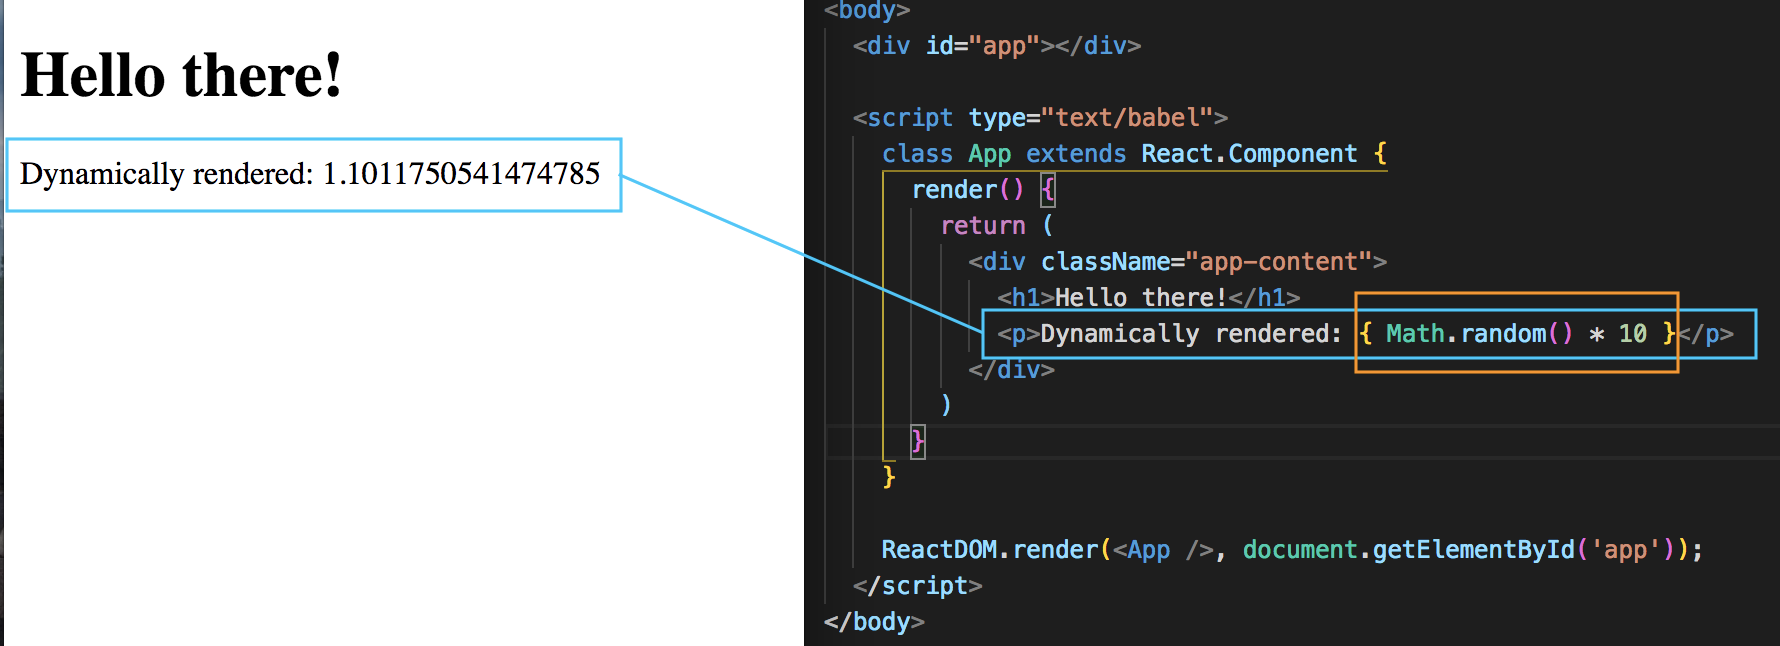 Hello there!
Dynamically rendered: 1.1011750541474785
<body>
<div id="app"></div>
<script type="text/babel">
class App extends React.Component {
render() {
return (
<div className="app-content">
<h1>Hello there!</h1>
<p>Dynamically rendered: { Math.random() * 10 }</p>
</div>
)
}
}
ReactDOM.render(<App />, document.getElementById('app'));
</script>
</body>